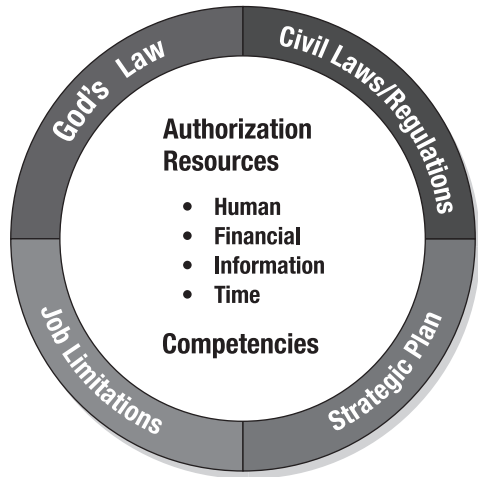 God's Law
Civil Laws/Regulations
Authorization
Resources
• Human
• Financial
• Information
• Time
Competencies
Job Limitations
Strategic Plan